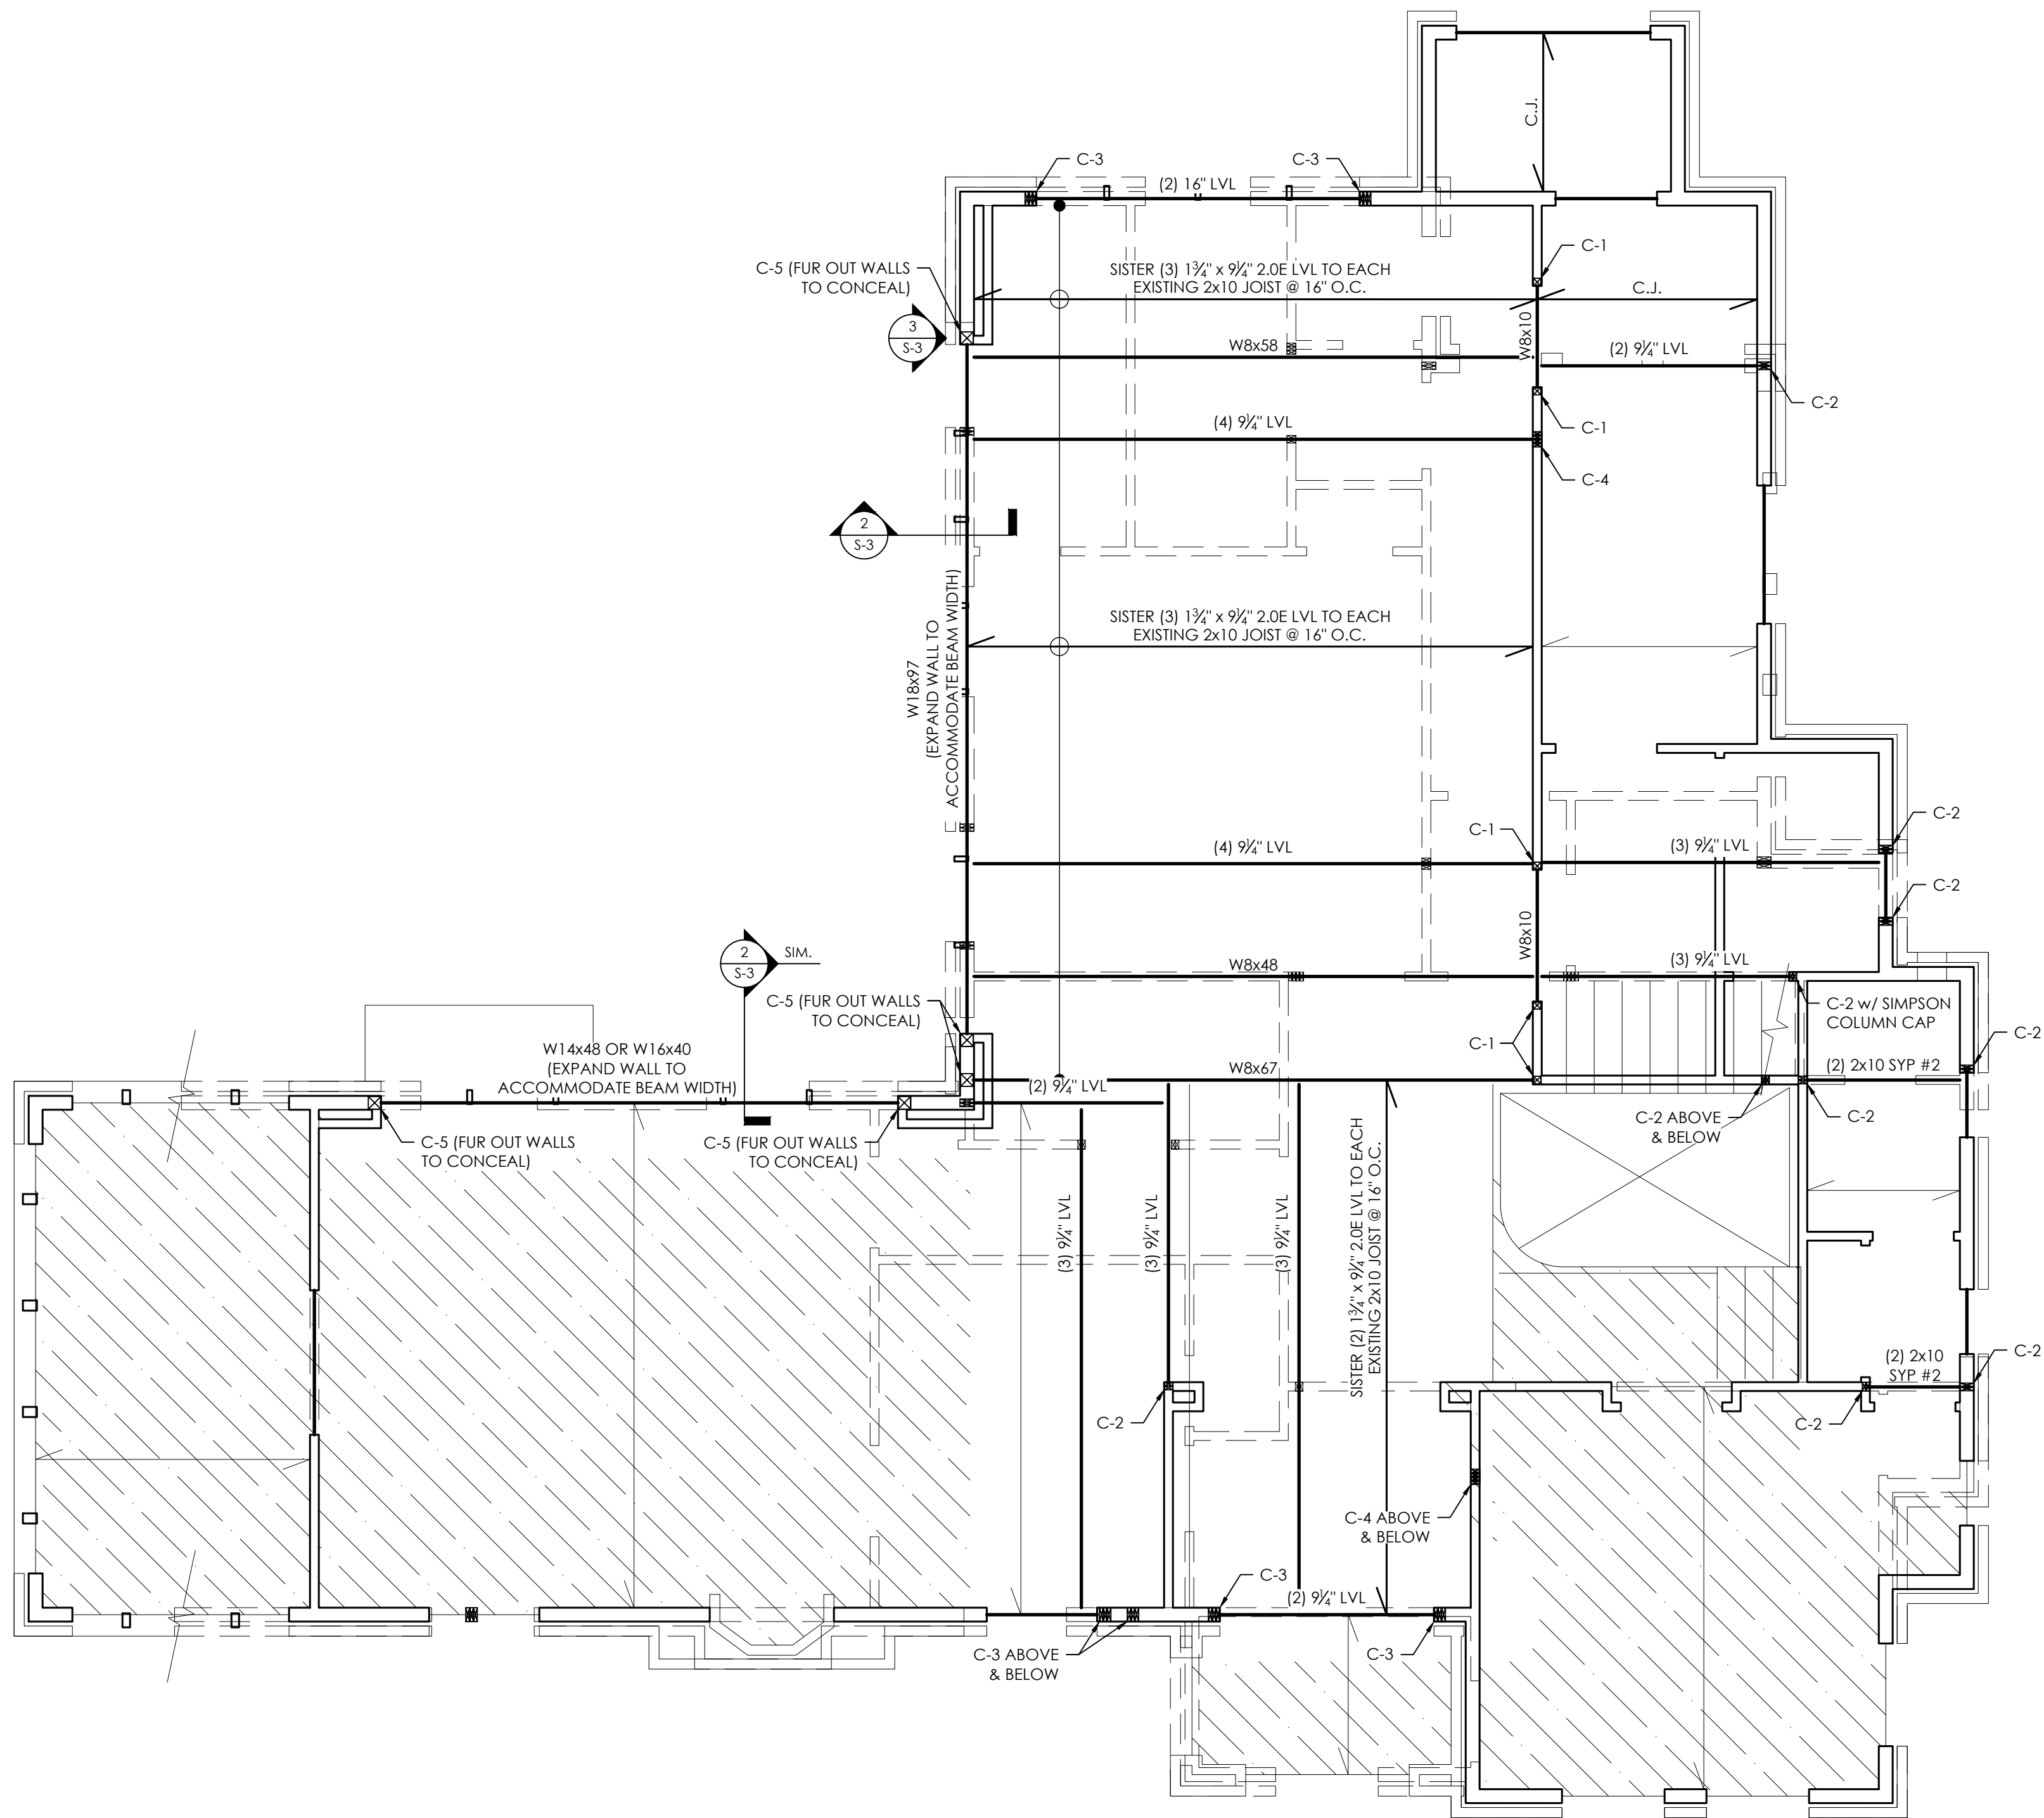 C.J.
C-3
(2) 16" LVL
C-3
C-1
C-5 (FUR OUT WALLS
TO CONCEAL)
SISTER (3) 1¾" x 9¼" 2.0E LVL TO EACH
EXISTING 2x10 JOIST @ 16" O.C.
C.J.
3
S-3
W8x58
W8x10
(2) 9¼" LVL
C-2
(4) 9¼" LVL
C-1
C-4
2
S-3
W18x97
(EXPAND WALL TO
ACCOMMODATE BEAM WIDTH)
SISTER (3) 1¾" x 9¼" 2.0E LVL TO EACH
EXISTING 2x10 JOIST @ 16" O.C.
C-1
C-2
(4) 9¼" LVL
(3) 9¼" LVL
C-2
W8x10
2
S-3
SIM.
W8x48
(3) 9¼" LVL
C-5 (FUR OUT WALLS
TO CONCEAL)
C-2 w/ SIMPSON
COLUMN CAP
C-1
C-2
W14x48 OR W16x40
(EXPAND WALL TO
ACCOMMODATE BEAM WIDTH)
W8x67
(2) 9¼" LVL
(2) 2x10 SYP #2
C-2 ABOVE
& BELOW
C-2
C-5 (FUR OUT WALLS
TO CONCEAL)
C-5 (FUR OUT WALLS
TO CONCEAL)
(3) 9¼" LVL
(3) 9¼" LVL
(3) 9¼" LVL
SISTER (2) 1¾" x 9¼" 2.0E LVL TO EACH
EXISTING 2x10 JOIST @ 16" O.C.
(2) 2x10
SYP #2
C-2
C-2
C-2
C-4 ABOVE
& BELOW
C-3
(2) 9¼" LVL
C-3 ABOVE
& BELOW
C-3